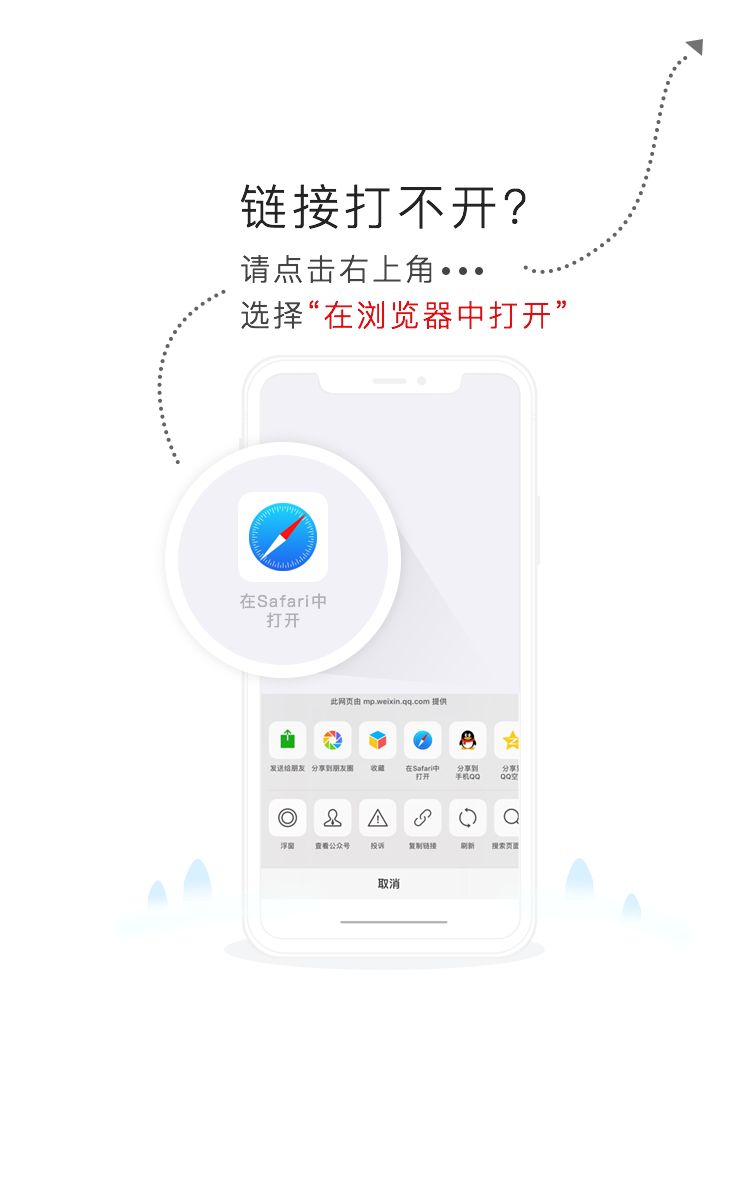 链接打不开?
请点击右上角•••
选择“在浏览器中打开”
在Safari中
打开
此网页由 mp.weixin.qq.com 提供
发送给朋友 分享到朋友圈 收藏 在Safari中 分享到 分享到
打开 手机QQ QQ空
浮窗 查看公众号 投诉 复制链接 刷新 搜索页面
取消